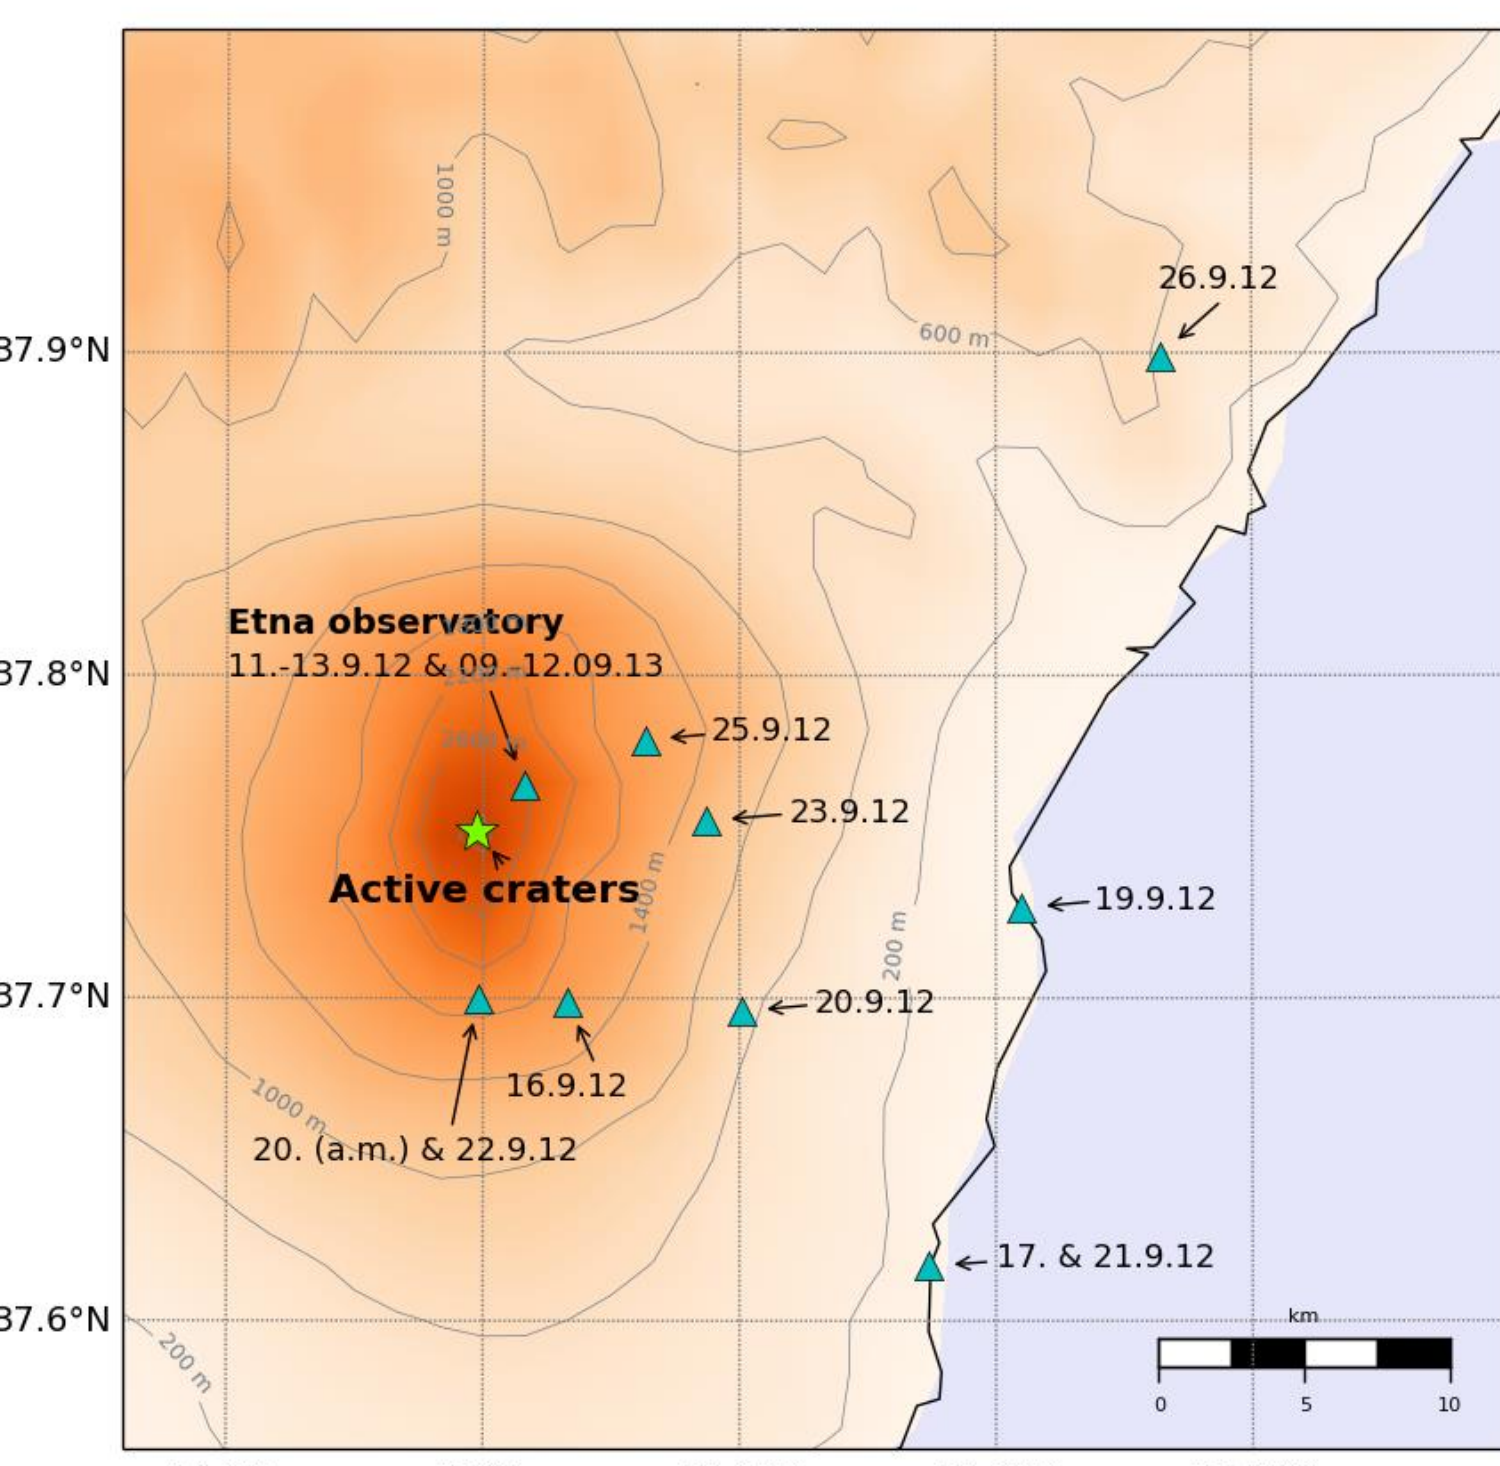 1000 m
26.9.12
600 m
37.9°N
Etna observatory
11.-13.9.12 & 09.-12.09.13
37.8°N
2600 m
25.9.12
23.9.12
Active craters
1400 m
19.9.12
200 m
37.7°N
20.9.12
16.9.12
1000 m
20. (a.m.) & 22.9.12
17. & 21.9.12
37.6°N
km
200 m
0 5 10